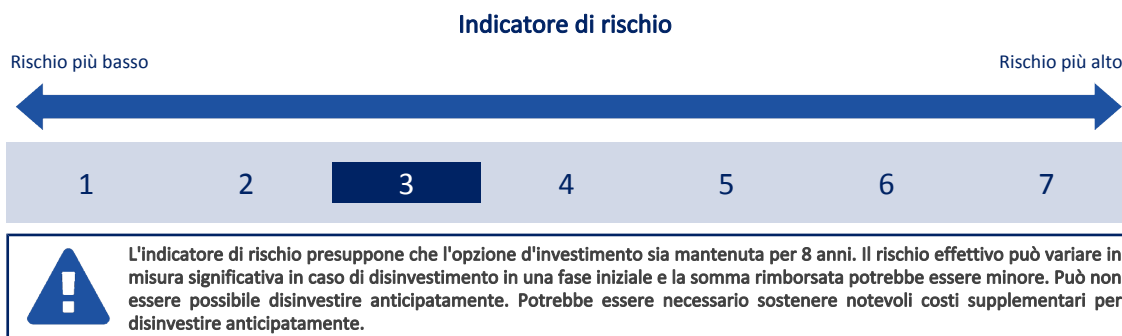 Indicatore di rischio
Rischio più basso
Rischio più alto
1 2 3 4 5 6 7
L'indicatore di rischio presuppone che l'opzione d'investimento sia mantenuta per 8 anni. Il rischio effettivo può variare in
misura significativa in caso di disinvestimento in una fase iniziale e la somma rimborsata potrebbe essere minore. Può non
essere possibile disinvestire anticipatamente. Potrebbe essere necessario sostenere notevoli costi supplementari per
disinvestire anticipatamente.